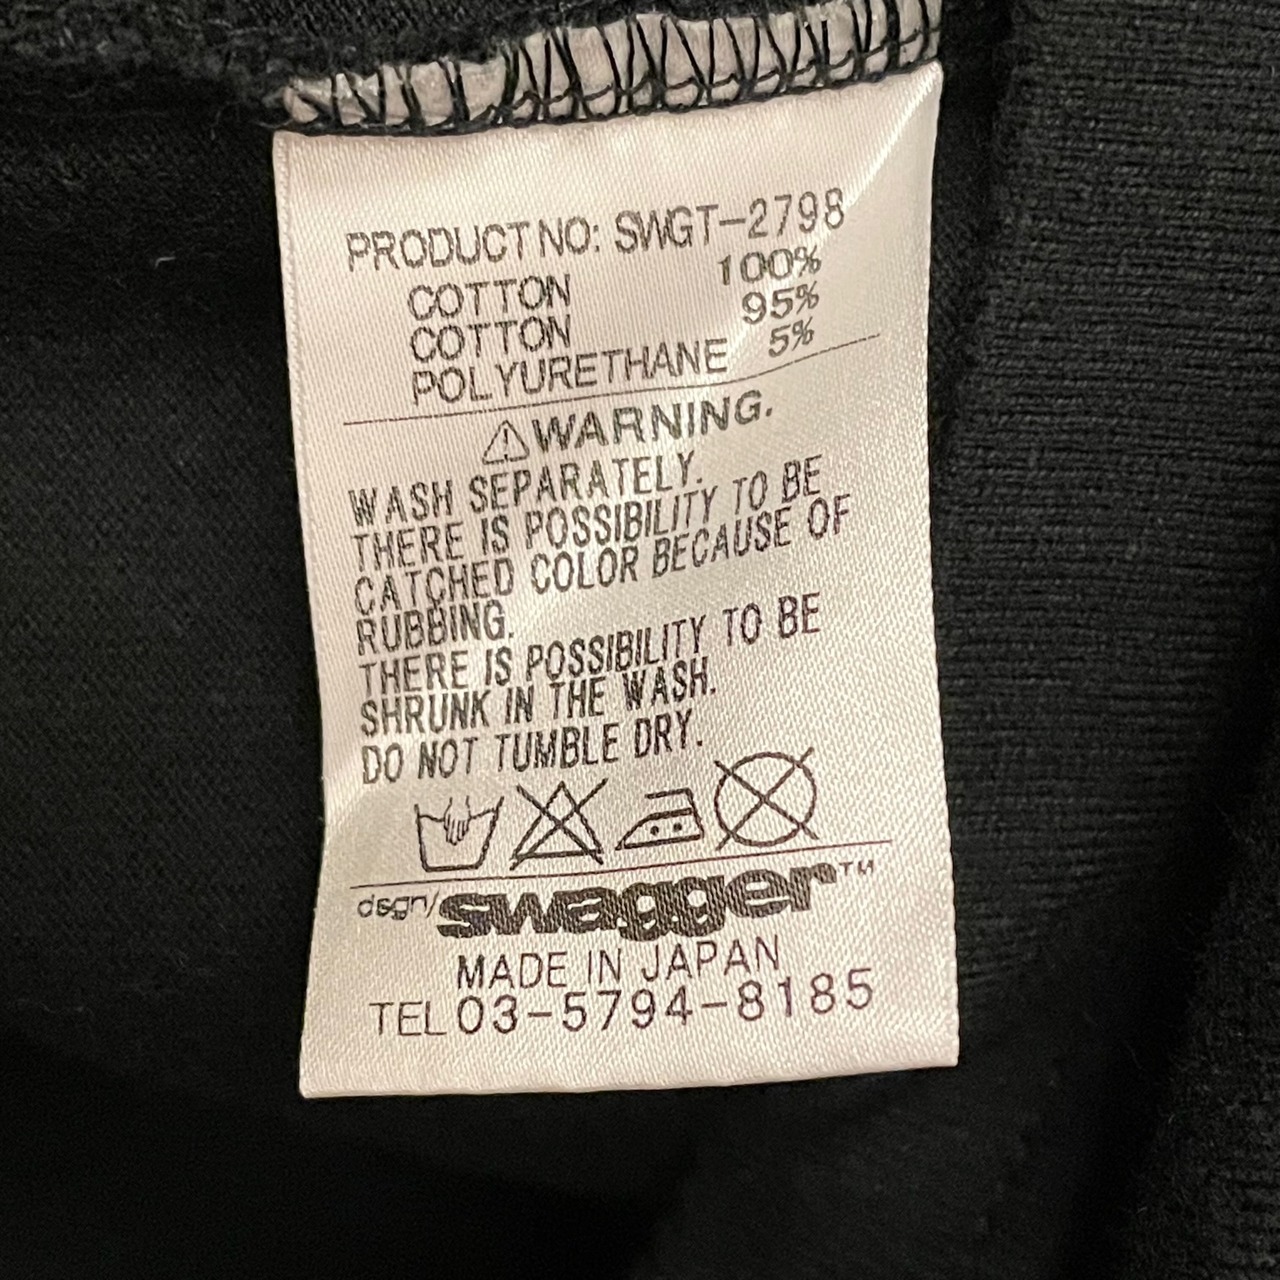 PRODUCT NO: SWGT-2798
COTTON 100%
COTTON 95%
POLYURETHANE 5%
WARNING.
WASH SEPARATELY.
THERE IS POSSIBILITY TO BE
CATCHED COLOR BECAUSE OF
RUBBING.
THERE IS POSSIBILITY TO BE
SHRUNK IN THE WASH.
DO NOT TUMBLE DRY.
dsgn/swagger™
MADE IN JAPAN
TEL 03-5794-8185